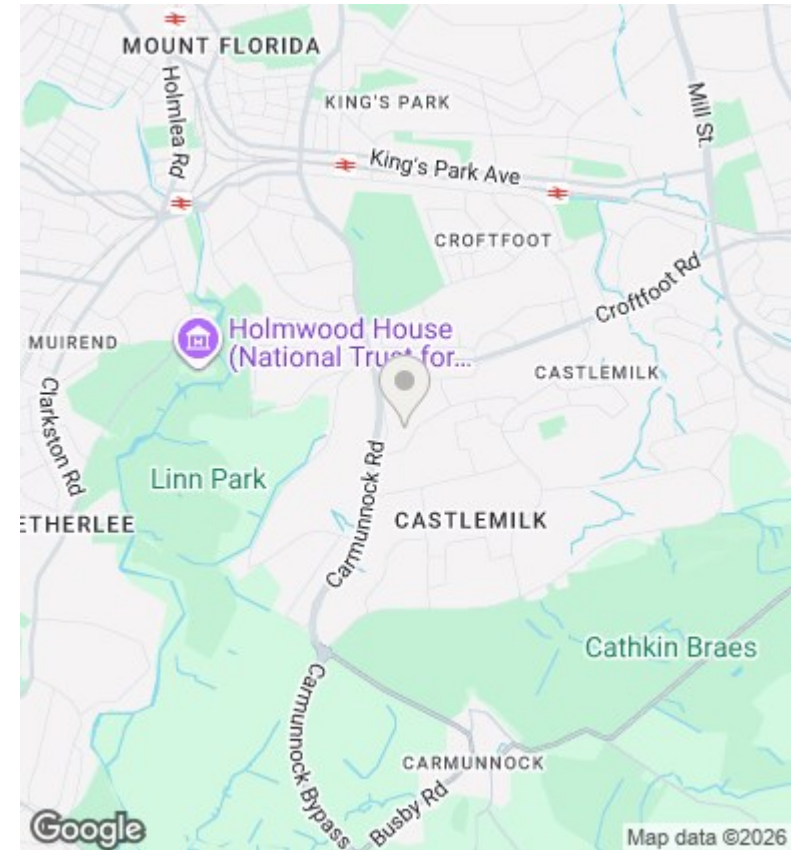 MOUNT FLORIDA
Holmlea Rd
KING'S PARK
Mill St.
King's Park Ave
CROFTFOOT
Croftfoot Rd
MUIREND
Holmwood House
(National Trust for...
CASTLEMILK
Clarkston Rd
Linn Park
Carmunnock Rd
ETHERLEE
CASTLEMILK
Cathkin Braes
Carmunnock Bypass
CARMUNNOCK
Busby Rd
Google
Map data ©2026